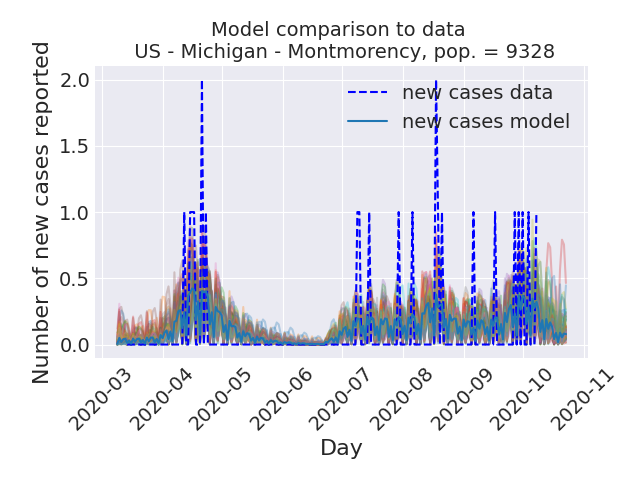 Model comparison to data
US - Michigan - Montmorency, pop. = 9328
Number of new cases reported
2.0
1.5
1.0
0.5
0.0
new cases data
new cases model
2020-03
2020-04
2020-05
2020-06
2020-07
2020-08
2020-09
2020-10
2020-11
Day